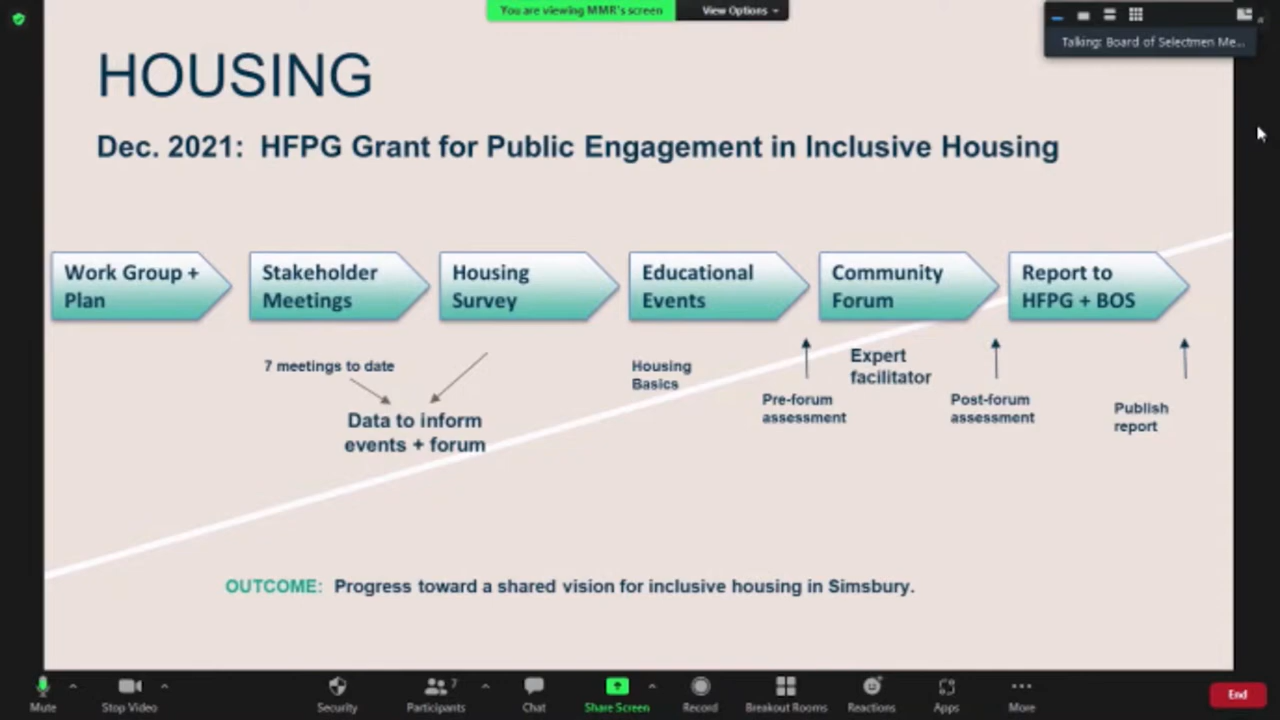 You are viewing MMR's screen
View Options
Talking: Board of Selectmen Me...
HOUSING
Dec. 2021: HFPG Grant for Public Engagement in Inclusive Housing
Work Group +
Plan
Stakeholder
Meetings
Housing
Survey
Educational
Events
Community
Forum
Report to
HFPG + BOS
7 meetings to date
Data to inform
events + forum
Housing
Basics
Pre-forum
assessment
Expert
facilitator
Post-forum
assessment
Publish
report
OUTCOME: Progress toward a shared vision for inclusive housing in Simsbury.
Mute
Stop Video
Security
Participants
7
Chat
Share Screen
Record
Breakout Rooms
Reactions
Apps
More
End